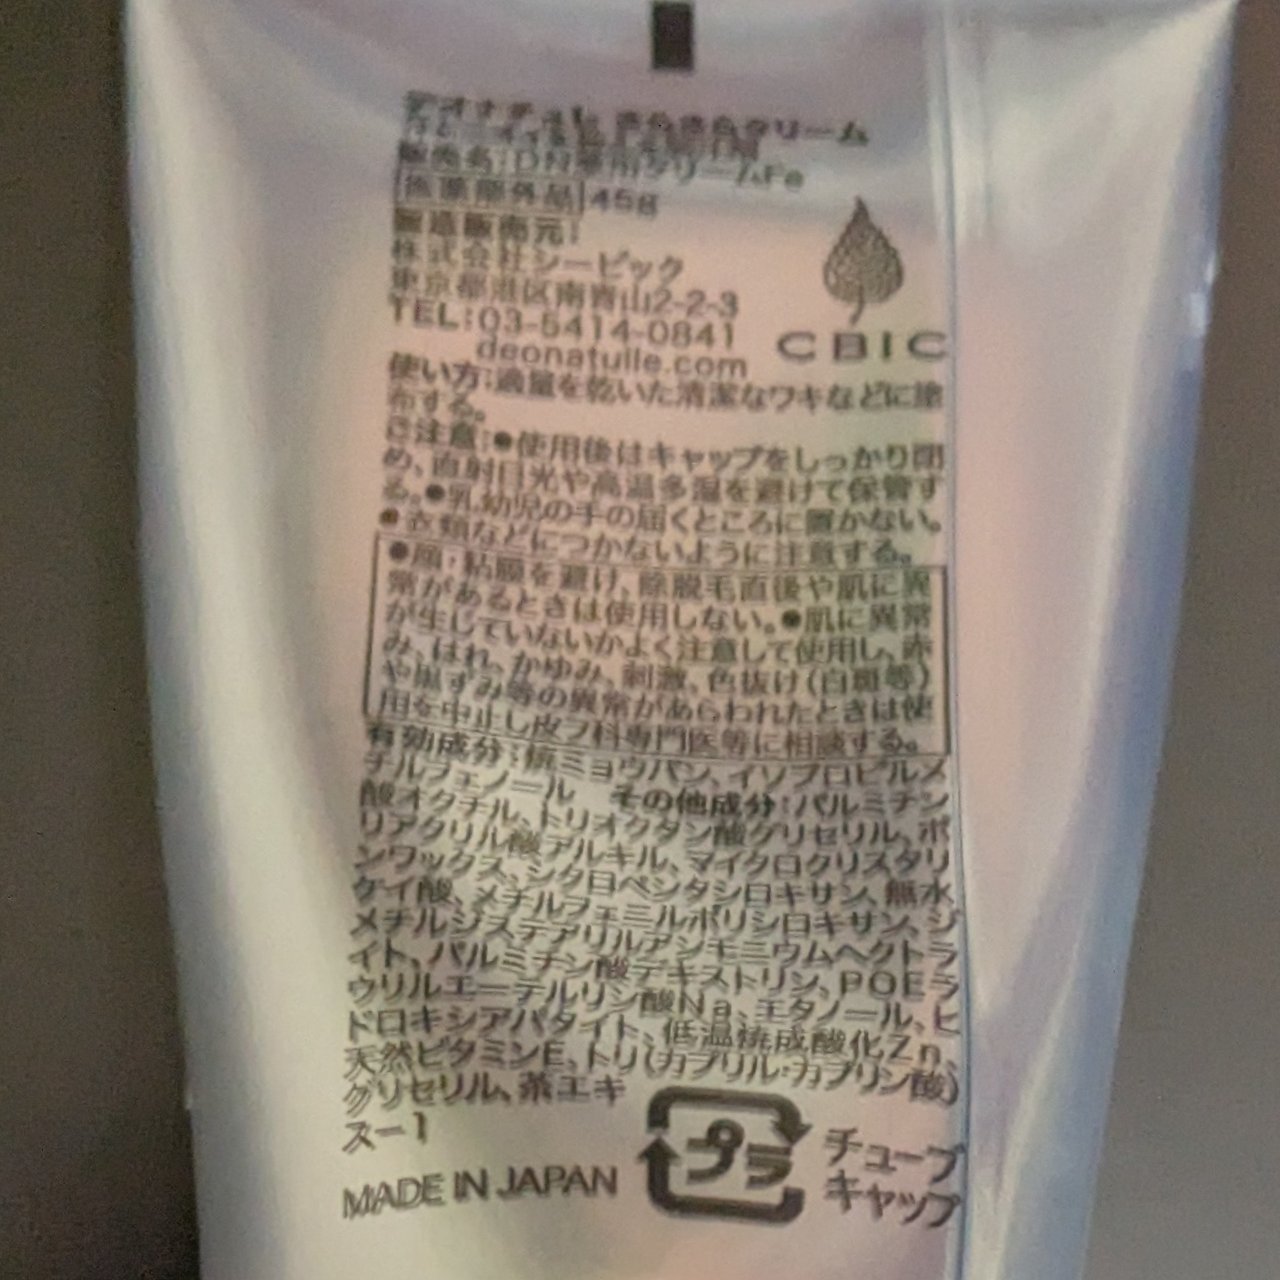 デオナチュレ さらさらクリーム
販売名:DN薬用クリームFe
医薬部外品 45g
製造販売元:
株式会社シービック
東京都港区南青山2-2-3
TEL:03-5414-0841
deonatulle.com
CBIC
使い方:適量を乾いた清潔なワキなどに塗
布する。
ご注意:●使用後はキャップをしっかり閉
め、直射日光や高温多湿を避けて保管す
る。●乳幼児の手の届くところに置かない。
●衣類などにつかないように注意する。
●顔・粘膜を避け、除脱毛直後や肌に異
常があるときは使用しない。●肌に異常
が生じていないかよく注意して使用し、赤
み、はれ、かゆみ、刺激、色抜け(白斑等)
や黒ずみ等の異常があらわれたときは使
用を中止し皮フ科専門医等に相談する。
有効成分:焼ミョウバン、イソプロピルメ
チルフェノール その他成分:パルミチン
酸オクチル、トリオクタン酸グリセリル、ポ
リアクリル酸アルキル、マイクロクリスタリ
ンワックス、シクロペンタシロキサン、無水
ケイ酸、メチルフェニルポリシロキサン、ジ
メチルジステアリルアンモニウムヘクトラ
イト、パルミチン酸デキストリン、POEラ
ウリルエーテルリン酸Na、エタノール、ヒ
ドロキシアパタイト、低温焼成酸化Zn、
天然ビタミンE、トリ(カプリル・カプリン酸)
グリセリル、茶エキ
スー1
MADE IN JAPAN
プラ
チューブ
キャップ